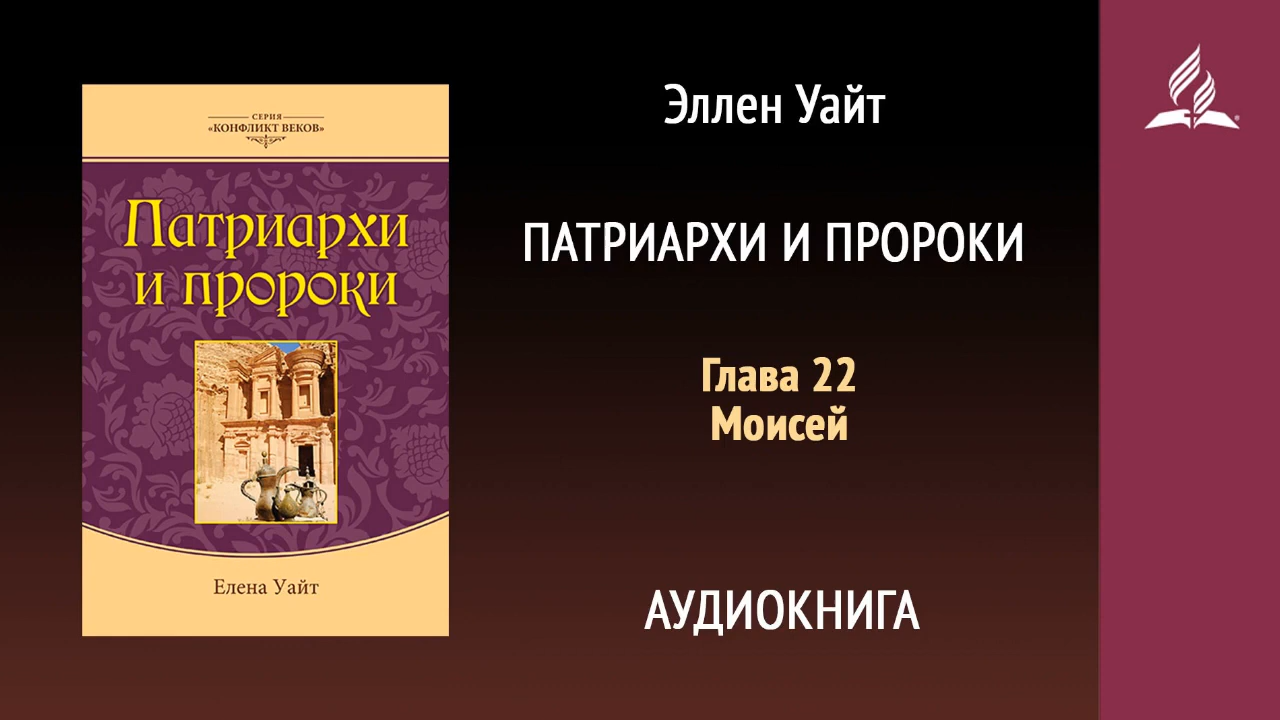 СЕРИЯ
«КОНФЛИКТ ВЕКОВ»
Патриархи
и пророки
Елена Уайт
Эллен Уайт
ПАТРИАРХИ И ПРОРОКИ
Глава 22
Моисей
АУДИОКНИГА